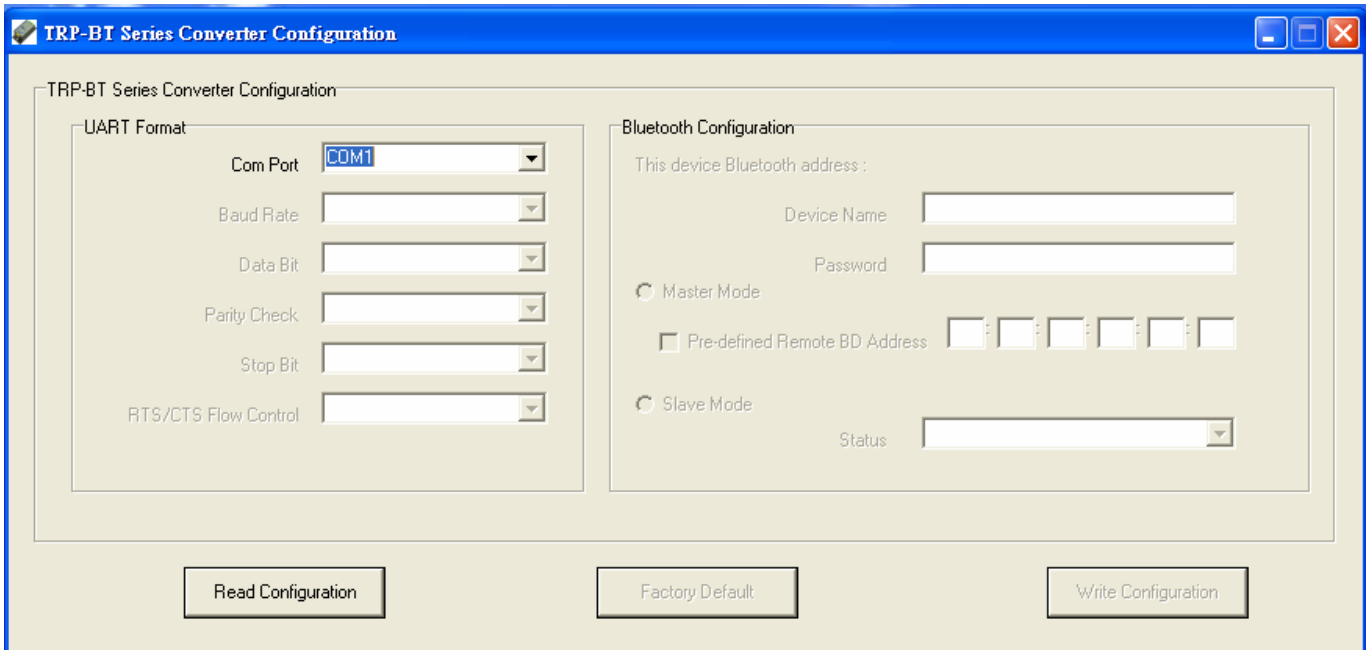 TRP-BT Series Converter Configuration
TRP-BT Series Converter Configuration
UART Format
Com Port COM1
Baud Rate
Data Bit
Parity Check
Stop Bit
RTS/CTS Flow Control
Bluetooth Configuration
This device Bluetooth address :
Device Name
Password
Master Mode
Pre-defined Remote BD Address : : : : :
Slave Mode
Status
Read Configuration
Factory Default
Write Configuration